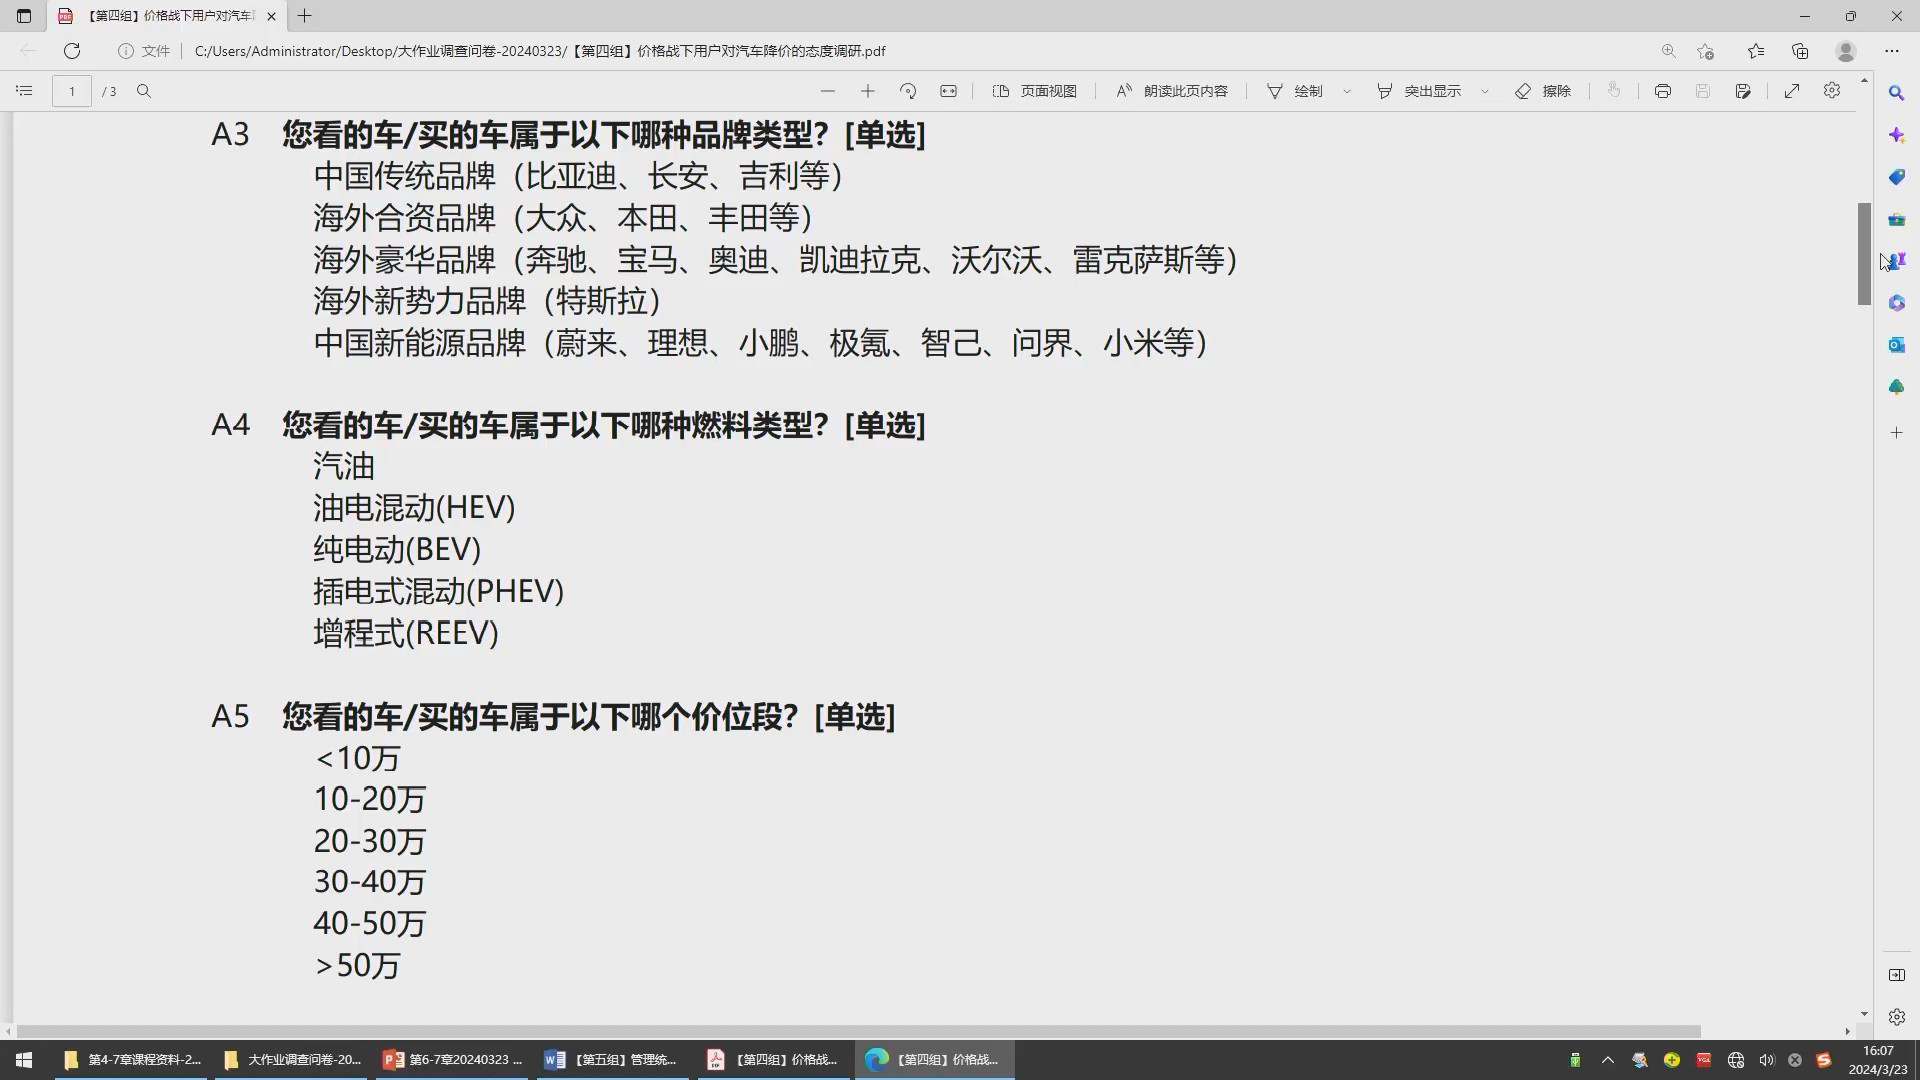 【第四组】价格战下用户对汽车降
文件
C:/Users/Administrator/Desktop/大作业调查问卷-20240323/【第四组】价格战下用户对汽车降价的态度调研.pdf
1 / 3 页面视图 朗读此页内容 绘制 突出显示 擦除
A3 您看的车/买的车属于以下哪种品牌类型？[单选]
中国传统品牌（比亚迪、长安、吉利等）
海外合资品牌（大众、本田、丰田等）
海外豪华品牌（奔驰、宝马、奥迪、凯迪拉克、沃尔沃、雷克萨斯等）
海外新势力品牌（特斯拉）
中国新能源品牌（蔚来、理想、小鹏、极氪、智己、问界、小米等）
A4 您看的车/买的车属于以下哪种燃料类型？[单选]
汽油
油电混动(HEV)
纯电动(BEV)
插电式混动(PHEV)
增程式(REEV)
A5 您看的车/买的车属于以下哪个价位段？[单选]
<10万
10-20万
20-30万
30-40万
40-50万
>50万
第4-7章课程资料-2... 大作业调查问卷-20... 第6-7章20240323 ... 【第五组】管理统... 【第四组】价格战... 【第四组】价格战...
16:07
2024/3/23